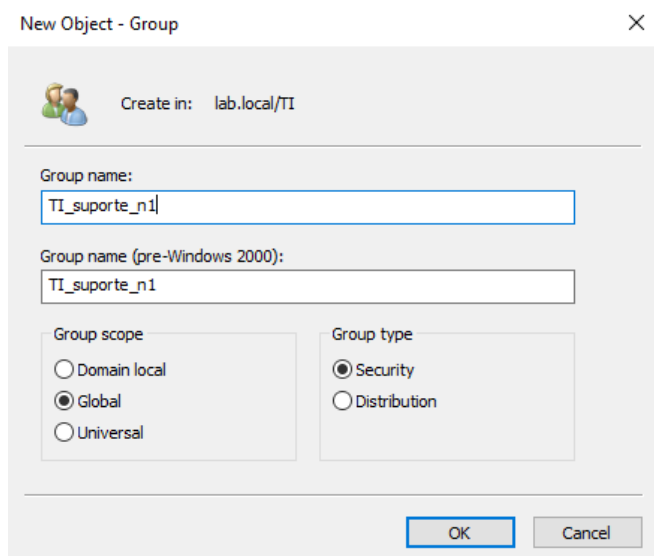 New Object - Group
Create in: lab.local/TI
Group name:
TI_suporte_n1
Group name (pre-Windows 2000):
TI_suporte_n1
Group scope
Domain local
Global
Universal
Group type
Security
Distribution
OK Cancel